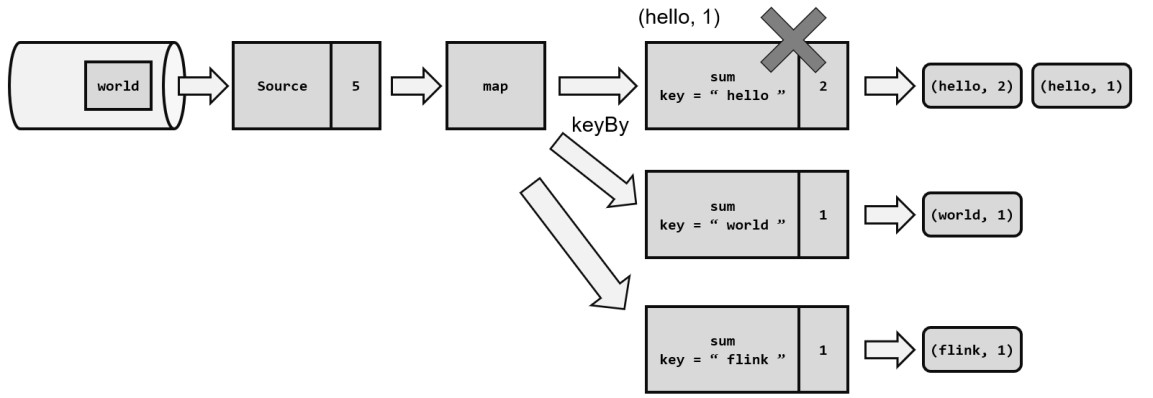 (hello, 1)
world
Source
5
map
sum
key = “ hello ”
2
(hello, 2)
(hello, 1)
keyBy
sum
key = “ world ”
1
(world, 1)
sum
key = “ flink ”
1
(flink, 1)